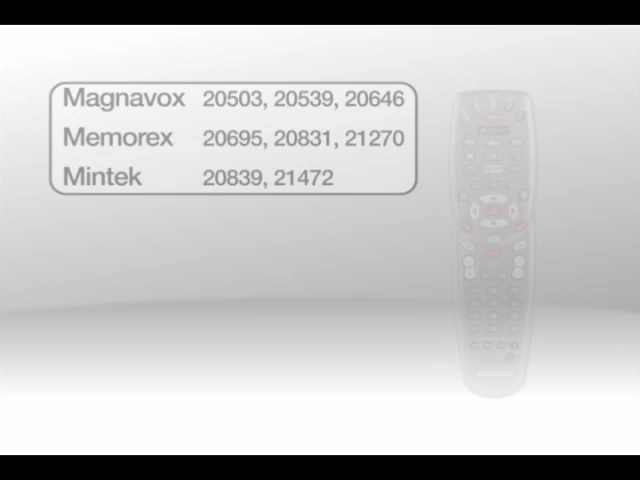 Magnavox 20503, 20539, 20646
Memorex 20695, 20831, 21270
Mintek 20839, 21472